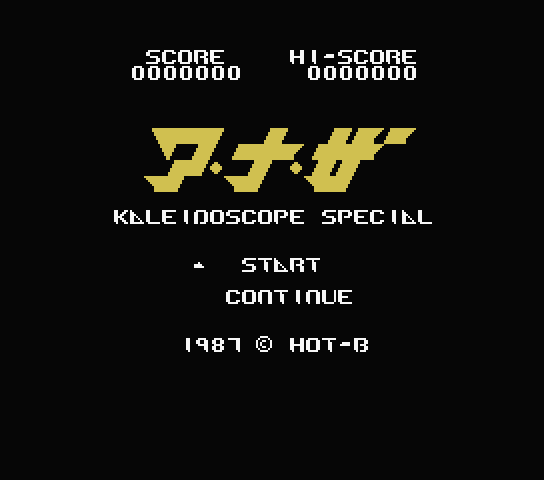 SCORE HI-SCORE
0000000 0000000
ア・ナ・ザ
KALEIDOSCOPE SPECIAL
START
CONTINUE
1987 © HOT-B